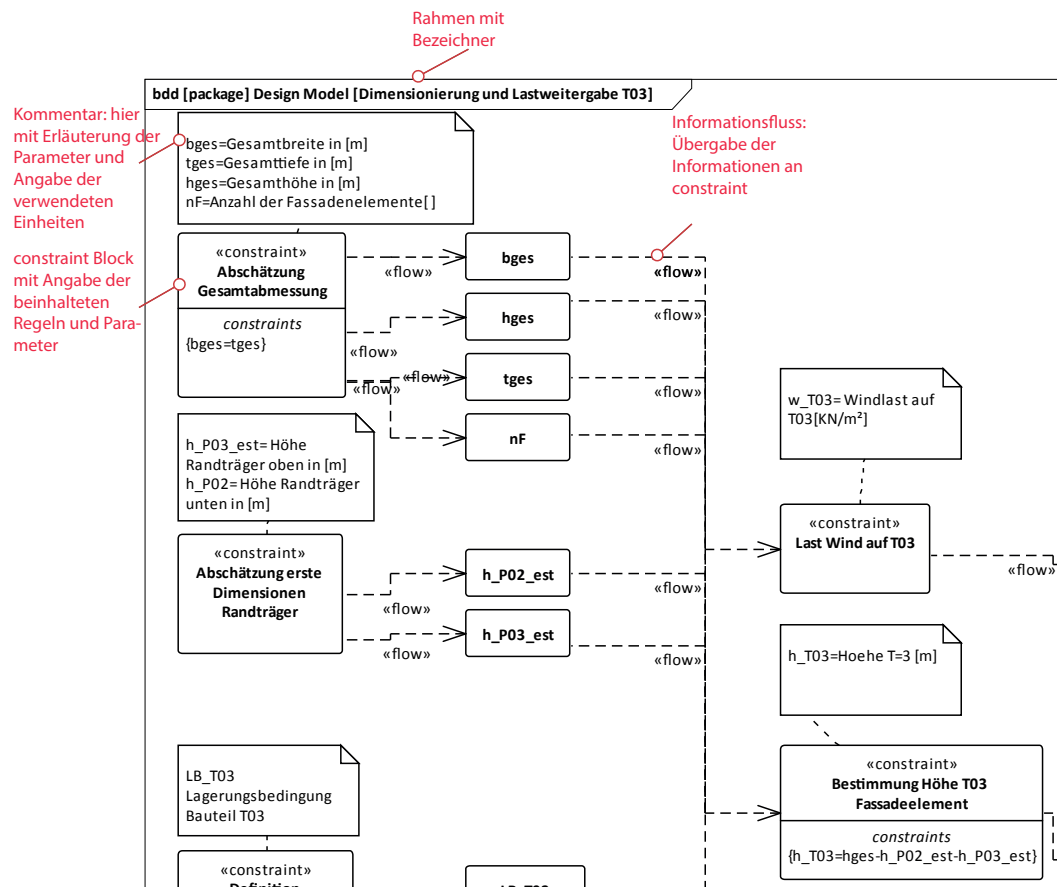 Rahmen mit
Bezeichner
bdd [package] Design Model [Dimensionierung und Lastweitergabe T03]
Kommentar: hier
mit Erläuterung der
Parameter und
Angabe der
verwendeten
Einheiten
bges=Gesamtbreite in [m]
tges=Gesamttiefe in [m]
hges=Gesamthöhe in [m]
nF=Anzahl der Fassadenelemente[ ]
Informationsfluss:
Übergabe der
Informationen an
constraint
constraint Block
mit Angabe der
beinhalteten
Regeln und Para-
meter
«constraint»
Abschätzung
Gesamtabmessung
constraints
{bges=tges}
«flow»
bges
«flow»
«flow»
hges
«flow»
«flow»
«flow»
tges
«flow»
nF
«flow»
w_T03= Windlast auf
T03[KN/m²]
h_P03_est= Höhe
Randträger oben in [m]
h_P02= Höhe Randträger
unten in [m]
«constraint»
Last Wind auf T03
«flow»
«constraint»
Abschätzung erste
Dimensionen
Randträger
«flow»
h_P02_est
«flow»
«flow»
h_P03_est
«flow»
h_T03=Hoehe T=3 [m]
«constraint»
Bestimmung Höhe T03
Fassadeelement
constraints
{h_T03=hges-h_P02_est-h_P03_est}
LB_T03
Lagerungsbedingung
Bauteil T03
«constraint»
Definition